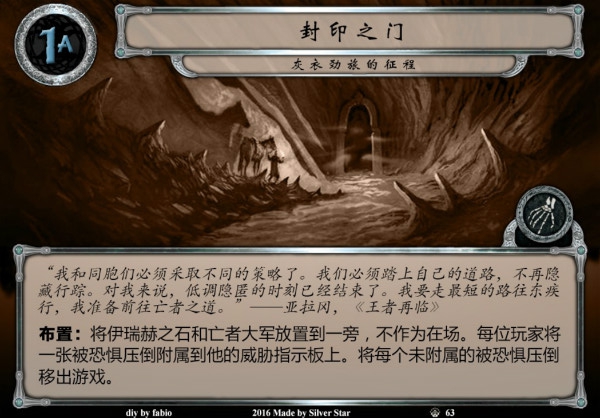 1A
封印之门
灰衣劲旅的征程
“我和同胞们必须采取不同的策略了。我们必须踏上自己的道路，不再隐
藏行踪。对我来说，低调隐匿的时刻已经结束了。我要走最短的路往东疾
行，我准备前往亡者之道。”——亚拉冈，《王者再临》
布置：将伊瑞赫之石和亡者大军放置到一旁，不作为在场。每位玩家将
一张被恐惧压倒附属到他的威胁指示板上。将每个未附属的被恐惧压倒
移出游戏。
diy by fabio 2016 Made by Silver Star 63